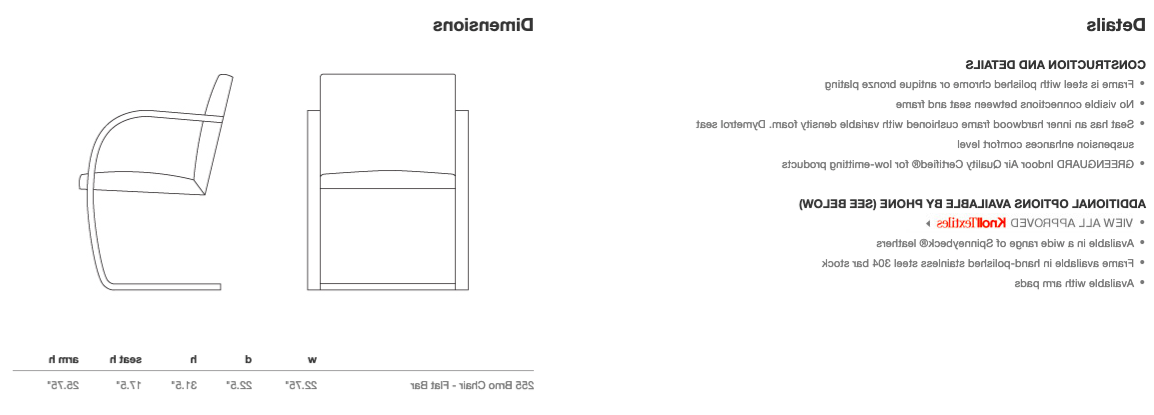 Details
CONSTRUCTION AND DETAILS
• Frame is steel with polished chrome or antique bronze plating
• No visible connections between seat and frame
• Seat has an inner hardwood frame cushioned with variable density foam. Dymetrol seat
suspension enhances comfort level
• GREENGUARD Indoor Air Quality Certified® for low-emitting products
ADDITIONAL OPTIONS AVAILABLE BY PHONE (SEE BELOW)
• VIEW ALL APPROVED KnollTextiles
• Available in a wide range of Spinneybeck® leathers
• Frame available in hand-polished stainless steel 304 bar stock
• Available with arm pads
Dimensions
w d h seat h arm h
255 Brno Chair - Flat Bar 22.75" 22.5" 31.5" 17.5" 25.75"